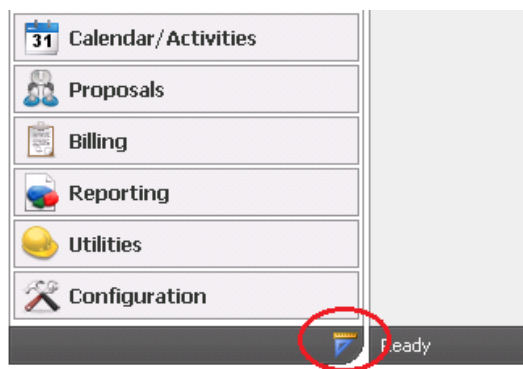 31 Calendar/Activities
Proposals
Billing
Reporting
Utilities
Configuration
Ready